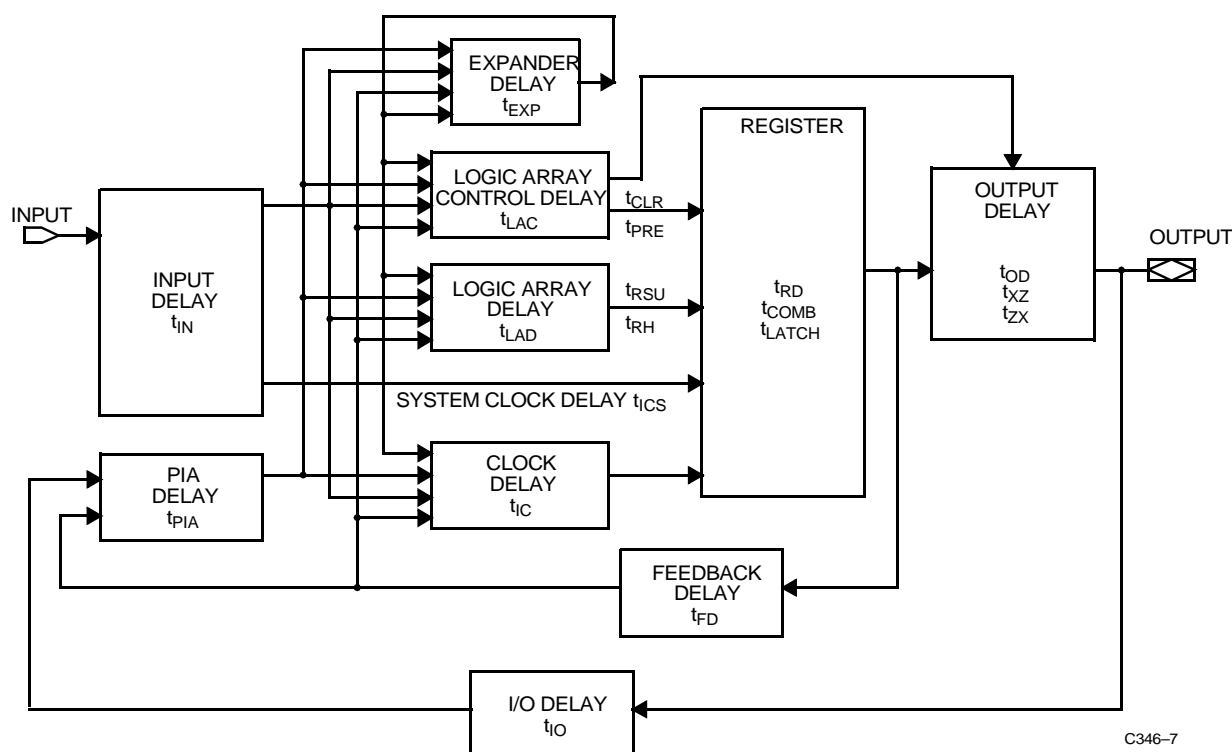 EXPANDER
DELAY
tEXP
REGISTER
LOGIC ARRAY
CONTROL DELAY
tLAC
tCLR
tPRE
OUTPUT
DELAY
INPUT
OUTPUT
INPUT
DELAY
tIN
LOGIC ARRAY
DELAY
tLAD
tRSU
tRH
tRD
tCOMB
tLATCH
tOD
tXZ
tZX
SYSTEM CLOCK DELAY tICS
PIA
DELAY
tPIA
CLOCK
DELAY
tIC
FEEDBACK
DELAY
tFD
I/O DELAY
tIO
C346–7